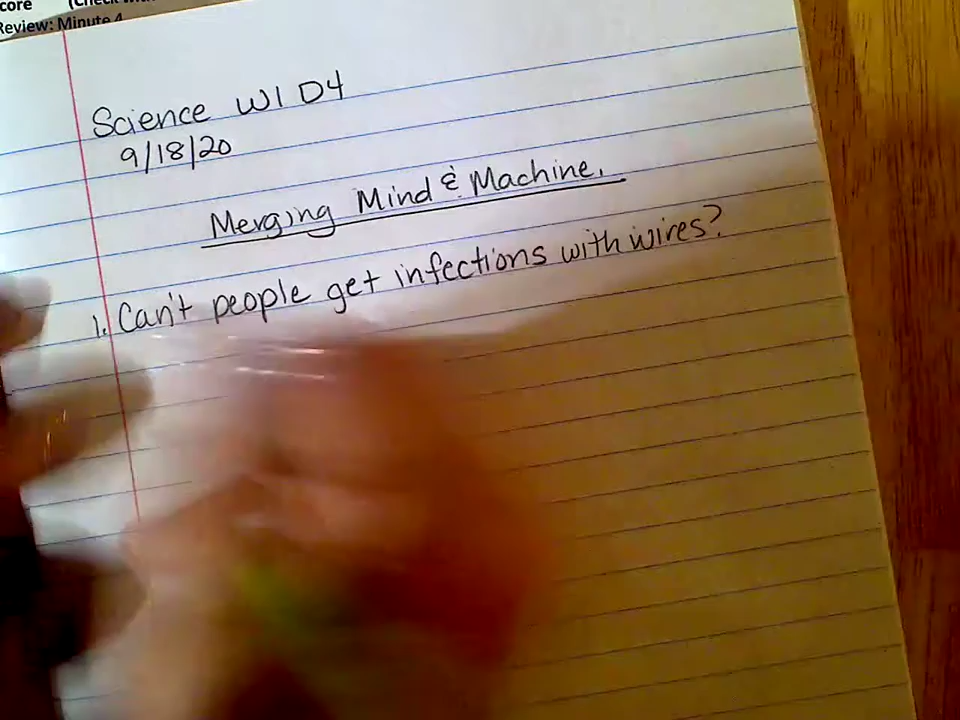 core
Review: Minute 4
Science W1 D4
9/18/20
Merging Mind & Machine.
1. Can't people get infections with wires?